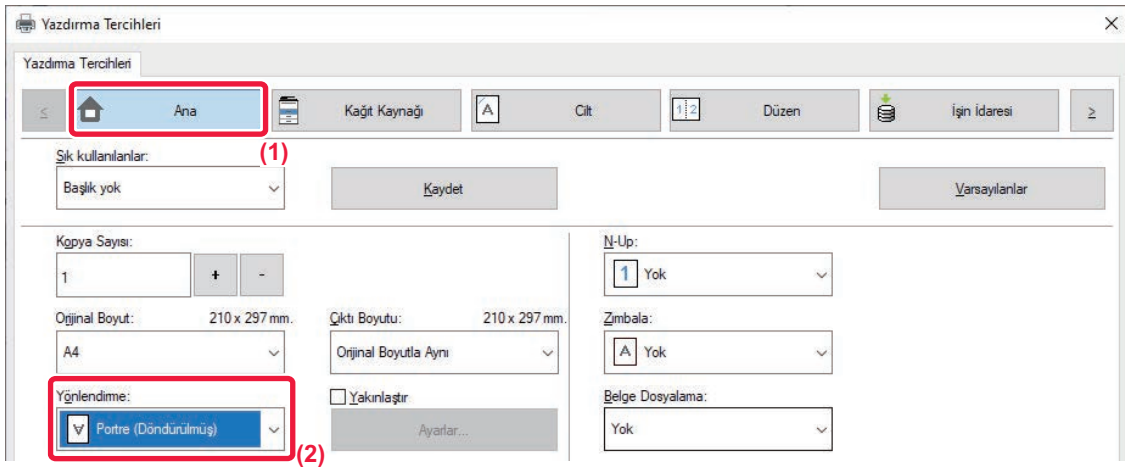 Yazdırma Tercihleri
Yazdırma Tercihleri
< Ana Kağıt Kaynağı A Cilt 1 2 Düzen İşin İdaresi >
(1)
Sık kullanılanlar:
Başlık yok Kaydet Varsayılanlar
Kopya Sayısı: N-Up:
1 + - 1 Yok
Orijinal Boyut: 210 x 297 mm. Çıktı Boyutu: 210 x 297 mm. Zımbala:
A4 Orijinal Boyutla Aynı A Yok
Yönlendirme: Yakınlaştır Belge Dosyalama:
A Portre (Döndürülmüş) Ayarlar... Yok
(2)